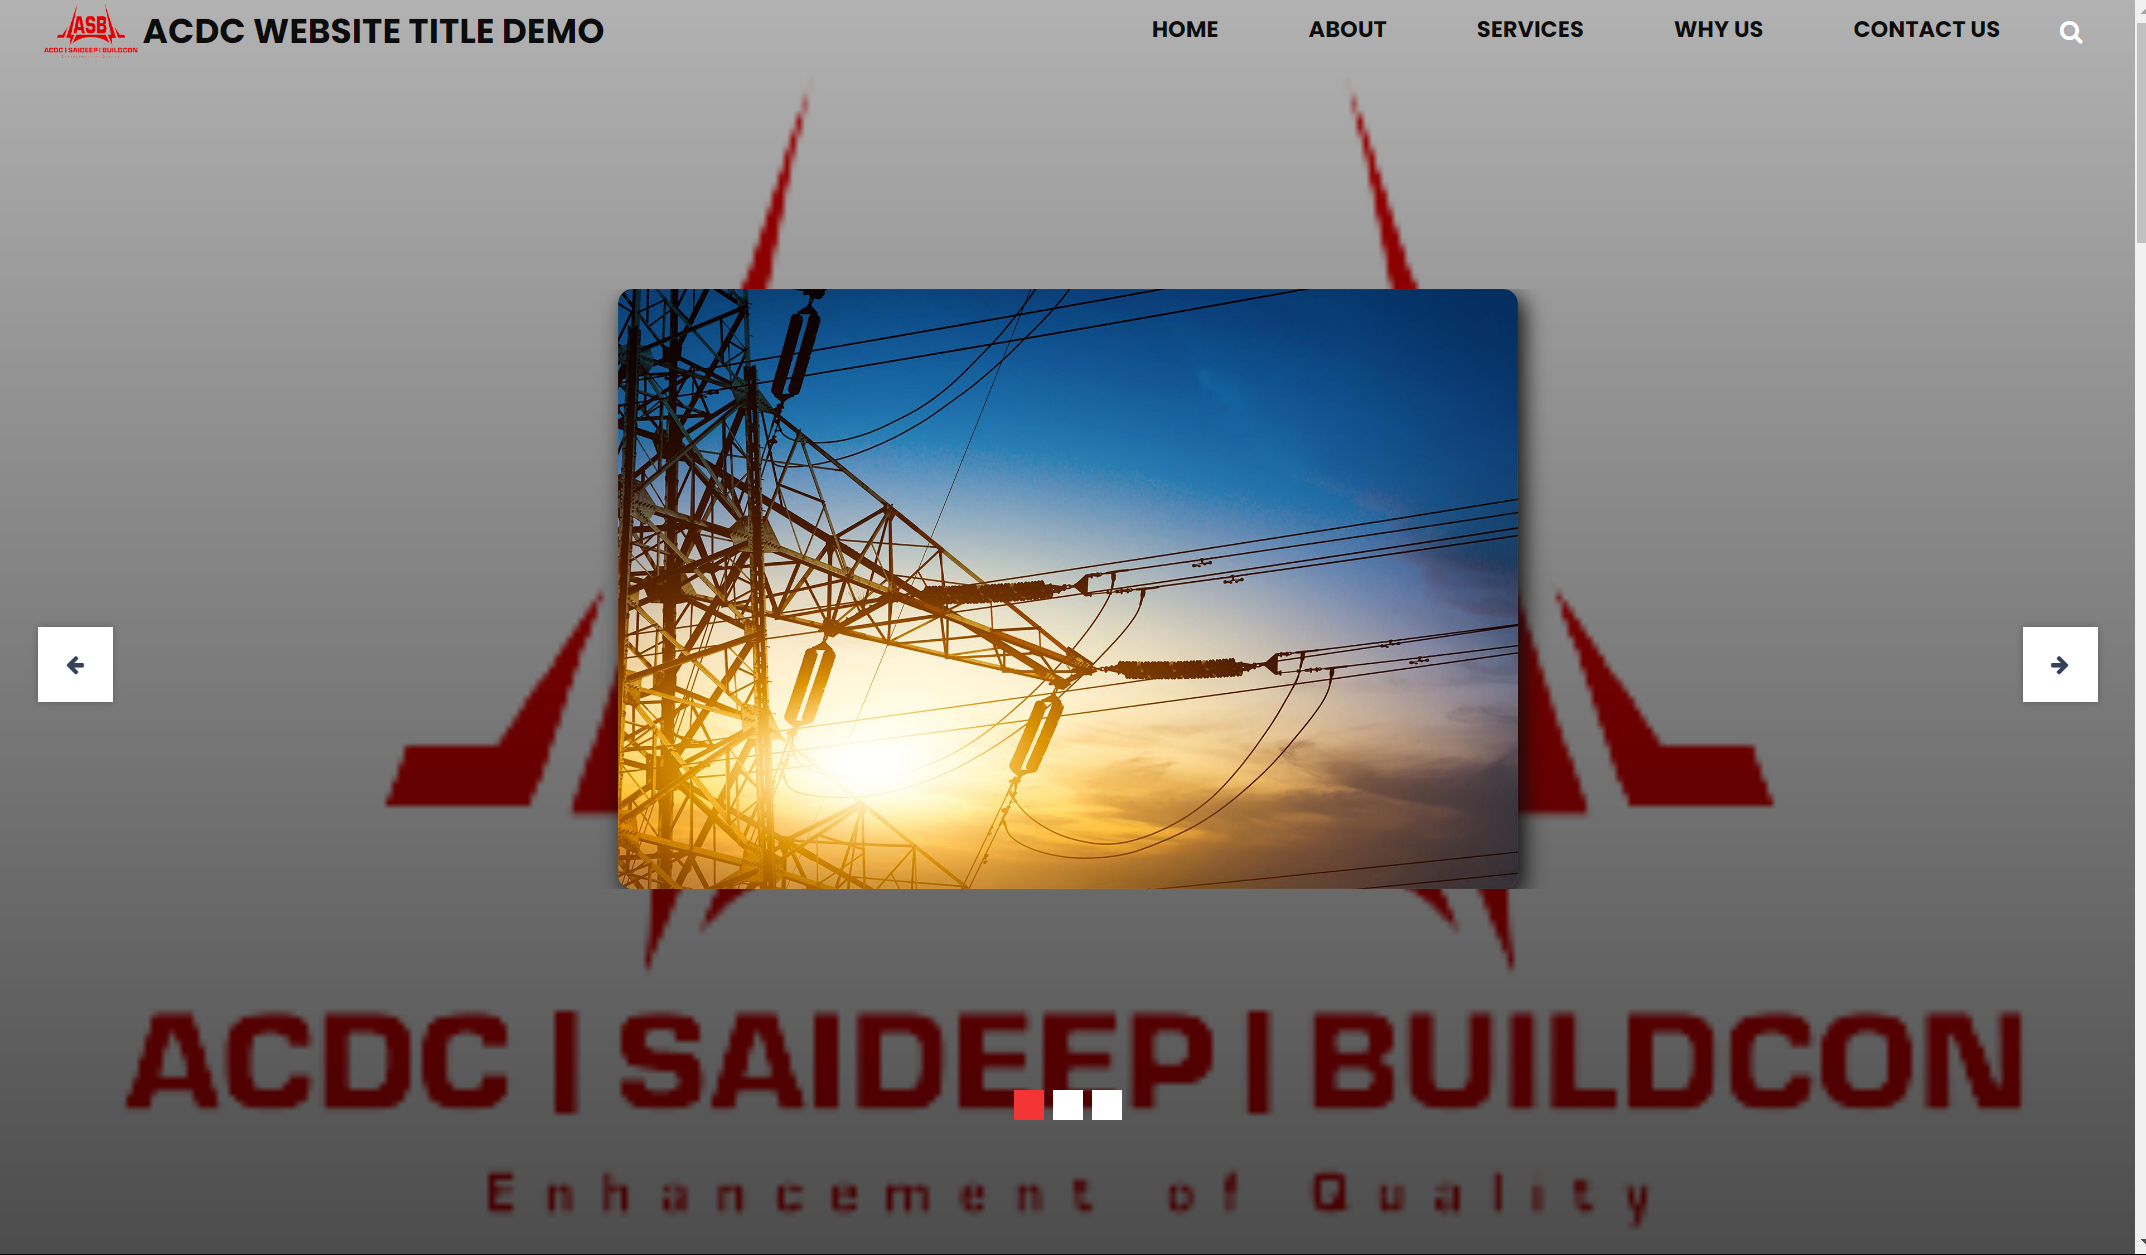 ASB
ACDC | SAIDEEP | BUILDCON
ACDC WEBSITE TITLE DEMO
HOME
ABOUT
SERVICES
WHY US
CONTACT US
ACDC | SAIDEEP | BUILDCON
Enhancement of Quality